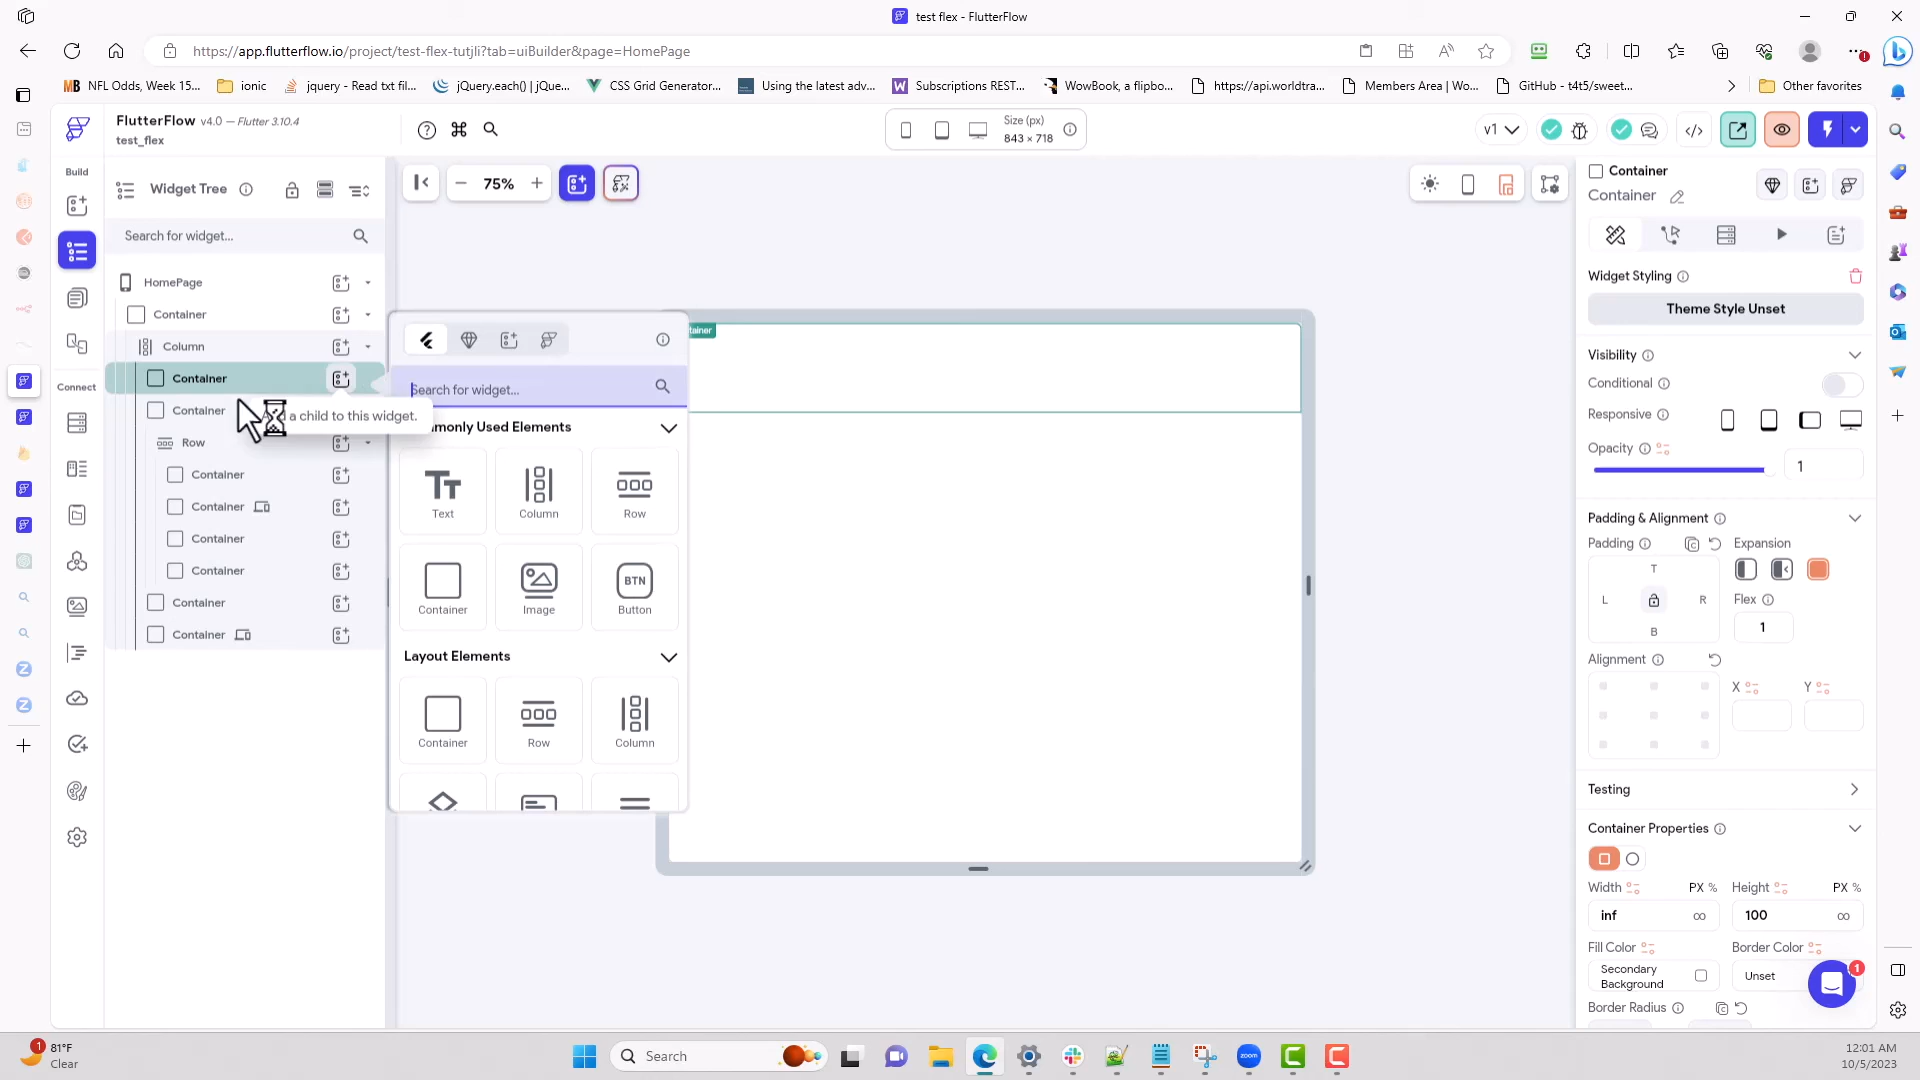 test flex - FlutterFlow
https://app.flutterflow.io/project/test-flex-tutjli?tab=uiBuilder&page=HomePage
NFL Odds, Week 15...
ionic
jquery - Read txt fil...
jQuery.each() | jQue...
CSS Grid Generator...
Using the latest adv...
Subscriptions REST...
WowBook, a flipbo...
https://api.worldtra...
Members Area | Wo...
GitHub - t4t5/sweet...
Other favorites
FlutterFlow v4.0 — Flutter 3.10.4
test_flex
Size (px)
843 × 718
v1
Build
Connect
Widget Tree
Search for widget...
HomePage
Container
Column
Container
Container
Row
Container
Container
Container
Container
Container
Container
75%
a child to this widget.
Search for widget...
monly Used Elements
Text
Column
Row
Container
Image
BTN
Button
Layout Elements
Container
Row
Column
tainer
Container
Container
Widget Styling
Theme Style Unset
Visibility
Conditional
Responsive
Opacity
1
Padding & Alignment
Padding
Expansion
T
L
R
B
Flex
1
Alignment
X
Y
Testing
Container Properties
Width
PX %
Height
PX %
inf
∞
100
∞
Fill Color
Border Color
Secondary
Background
Unset
1
Border Radius
1
81°F
Clear
Search
zoom
12:01 AM
10/5/2023